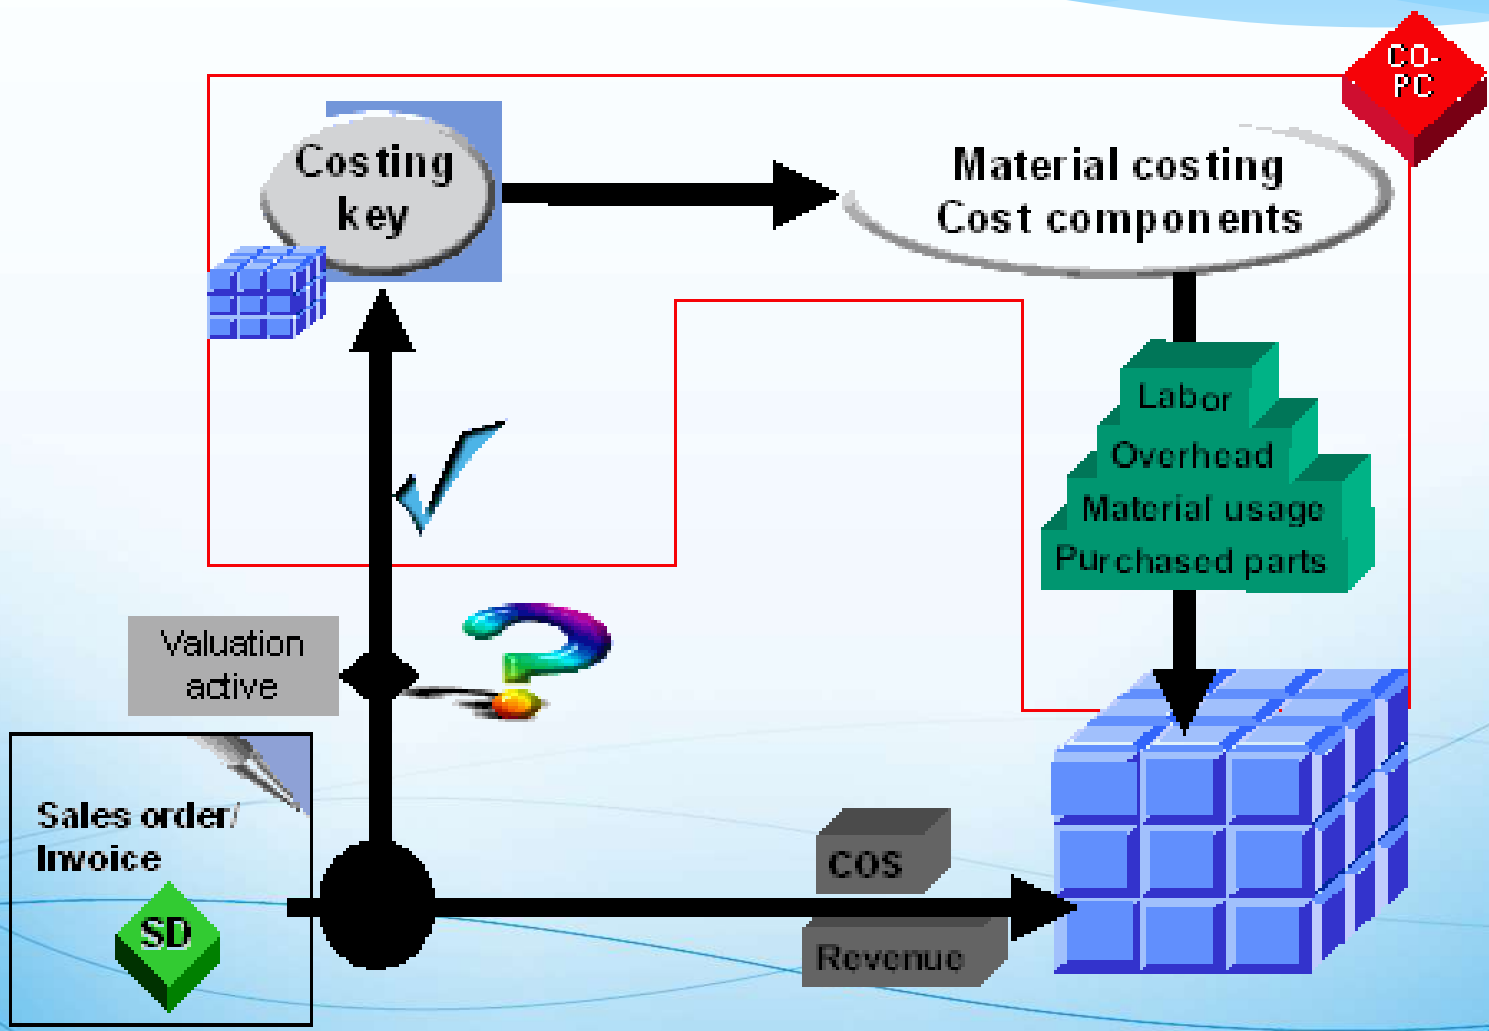 CO-
PC
Costing
key
Material costing
Cost components
Labor
Overhead
Material usage
Purchased parts
Valuation
active
Sales order/
Invoice
SD
COS
Revenue